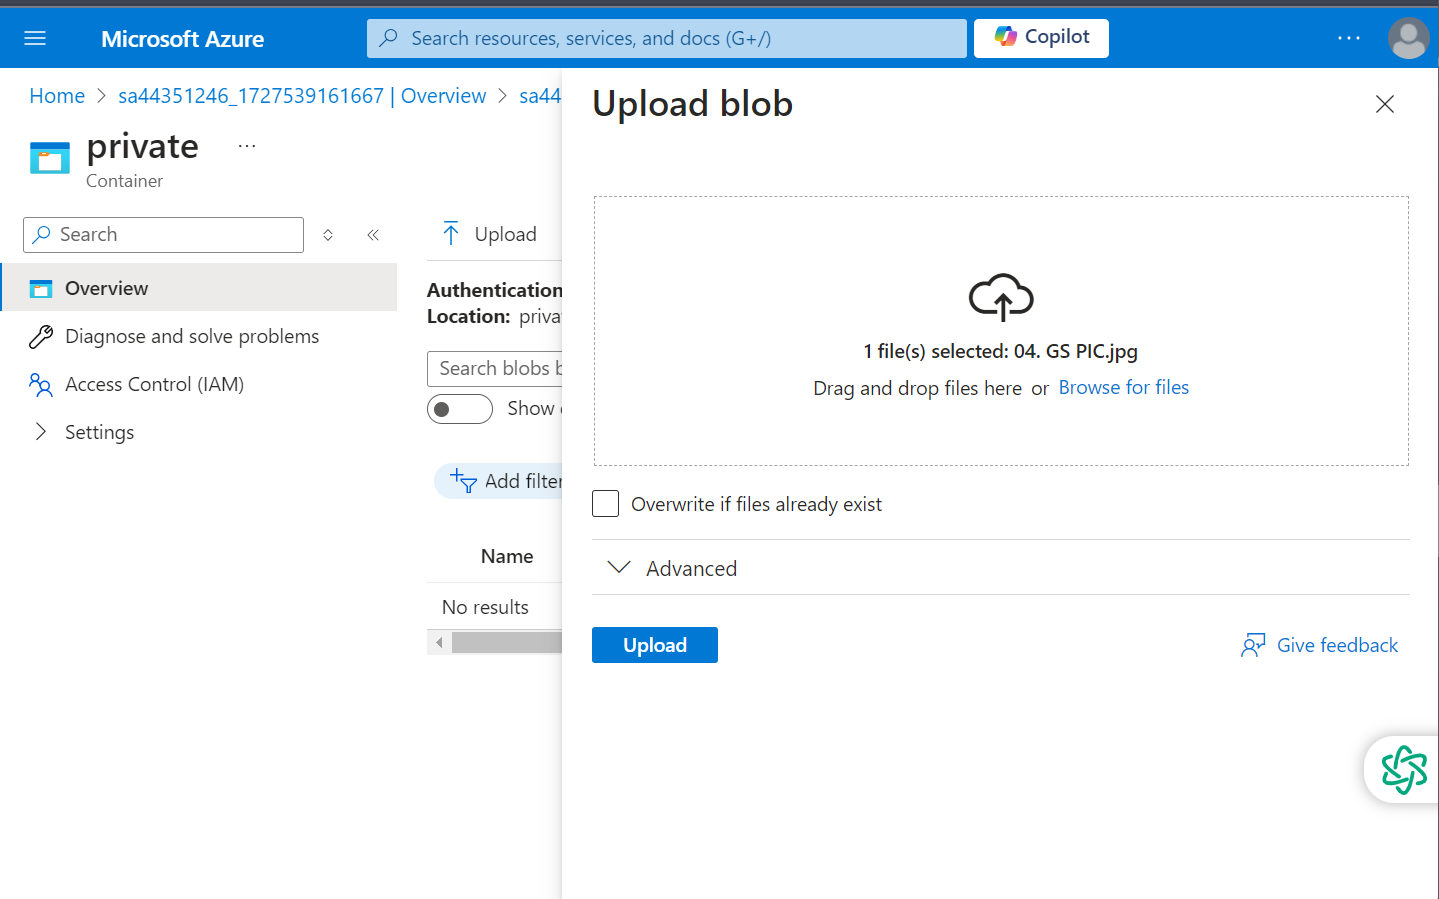 Microsoft Azure
Search resources, services, and docs (G+/)
Copilot
Home > sa44351246_1727539161667 | Overview > sa44
private
Container
Search
Overview
Diagnose and solve problems
Access Control (IAM)
Settings
Upload
Authentication
Location: priva
Search blobs b
Show
Add filter
Name
No results
Upload blob
1 file(s) selected: 04. GS PIC.jpg
Drag and drop files here or Browse for files
Overwrite if files already exist
Advanced
Upload
Give feedback